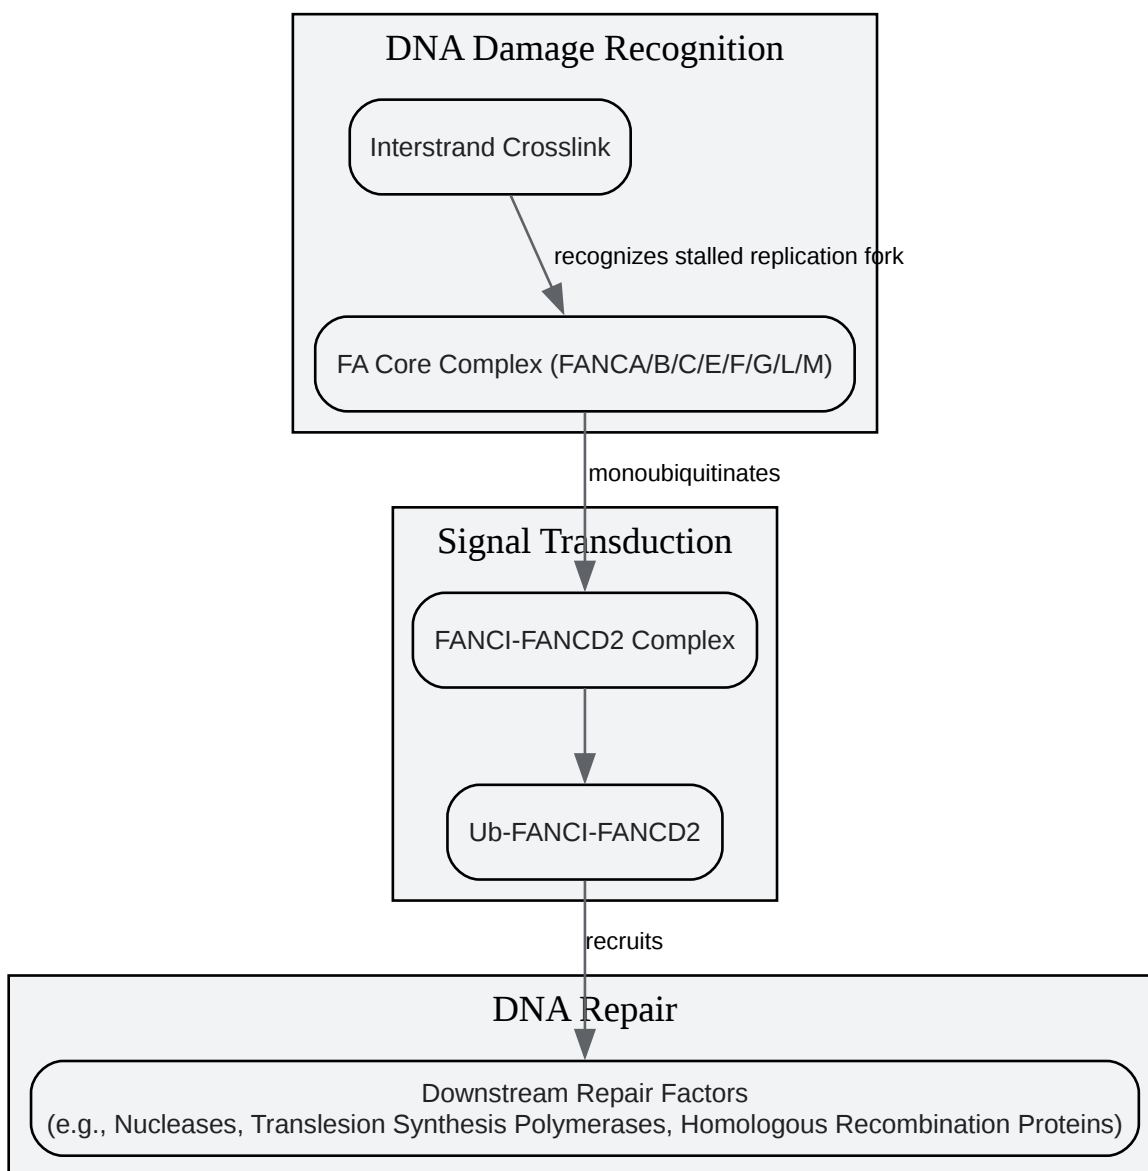 DNA Damage Recognition
Interstrand Crosslink
recognizes stalled replication fork
FA Core Complex (FANCA/B/C/E/F/G/L/M)
monoubiquitinates
Signal Transduction
FANCI-FANCD2 Complex
Ub-FANCI-FANCD2
recruits
DNA Repair
Downstream Repair Factors
(e.g., Nucleases, Translesion Synthesis Polymerases, Homologous Recombination Proteins)